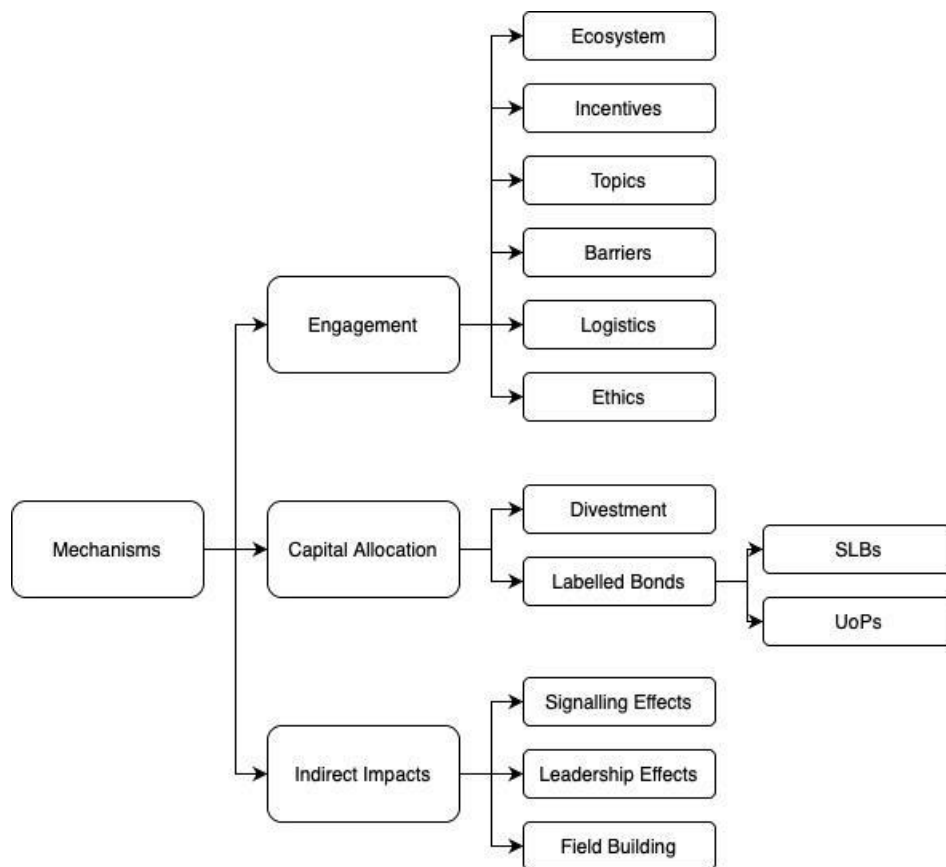 Ecosystem
Incentives
Topics
Barriers
Engagement
Logistics
Ethics
Divestment
Mechanisms
Capital Allocation
SLBs
Labelled Bonds
UoPs
Signalling Effects
Indirect Impacts
Leadership Effects
Field Building